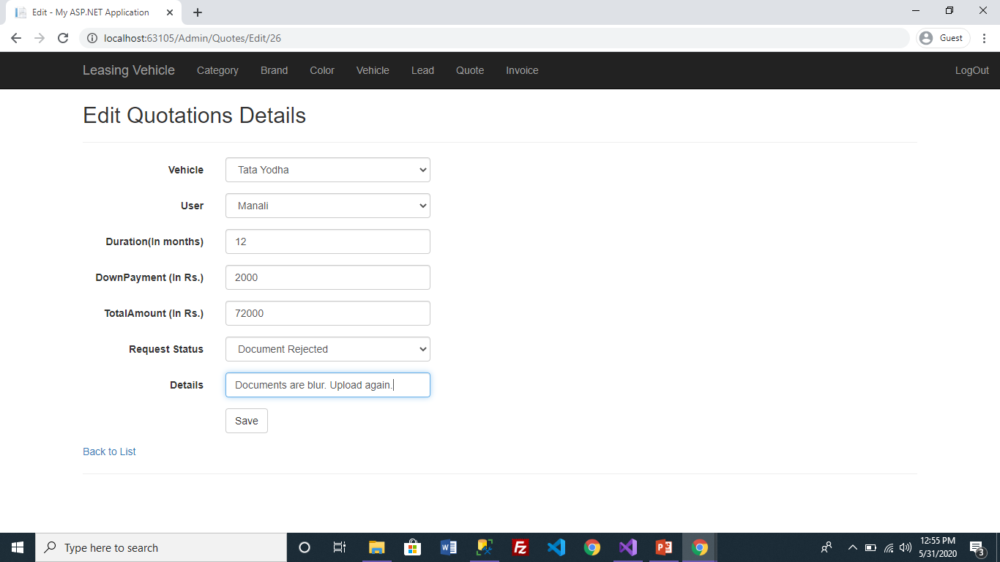 Edit - My ASP.NET Application
localhost:63105/Admin/Quotes/Edit/26
Guest
Leasing Vehicle Category Brand Color Vehicle Lead Quote Invoice LogOut
Edit Quotations Details
Vehicle Tata Yodha
User Manali
Duration(In months) 12
DownPayment (In Rs.) 2000
TotalAmount (In Rs.) 72000
Request Status Document Rejected
Details Documents are blur. Upload again.
Save
Back to List
Type here to search
12:55 PM
5/31/2020
3